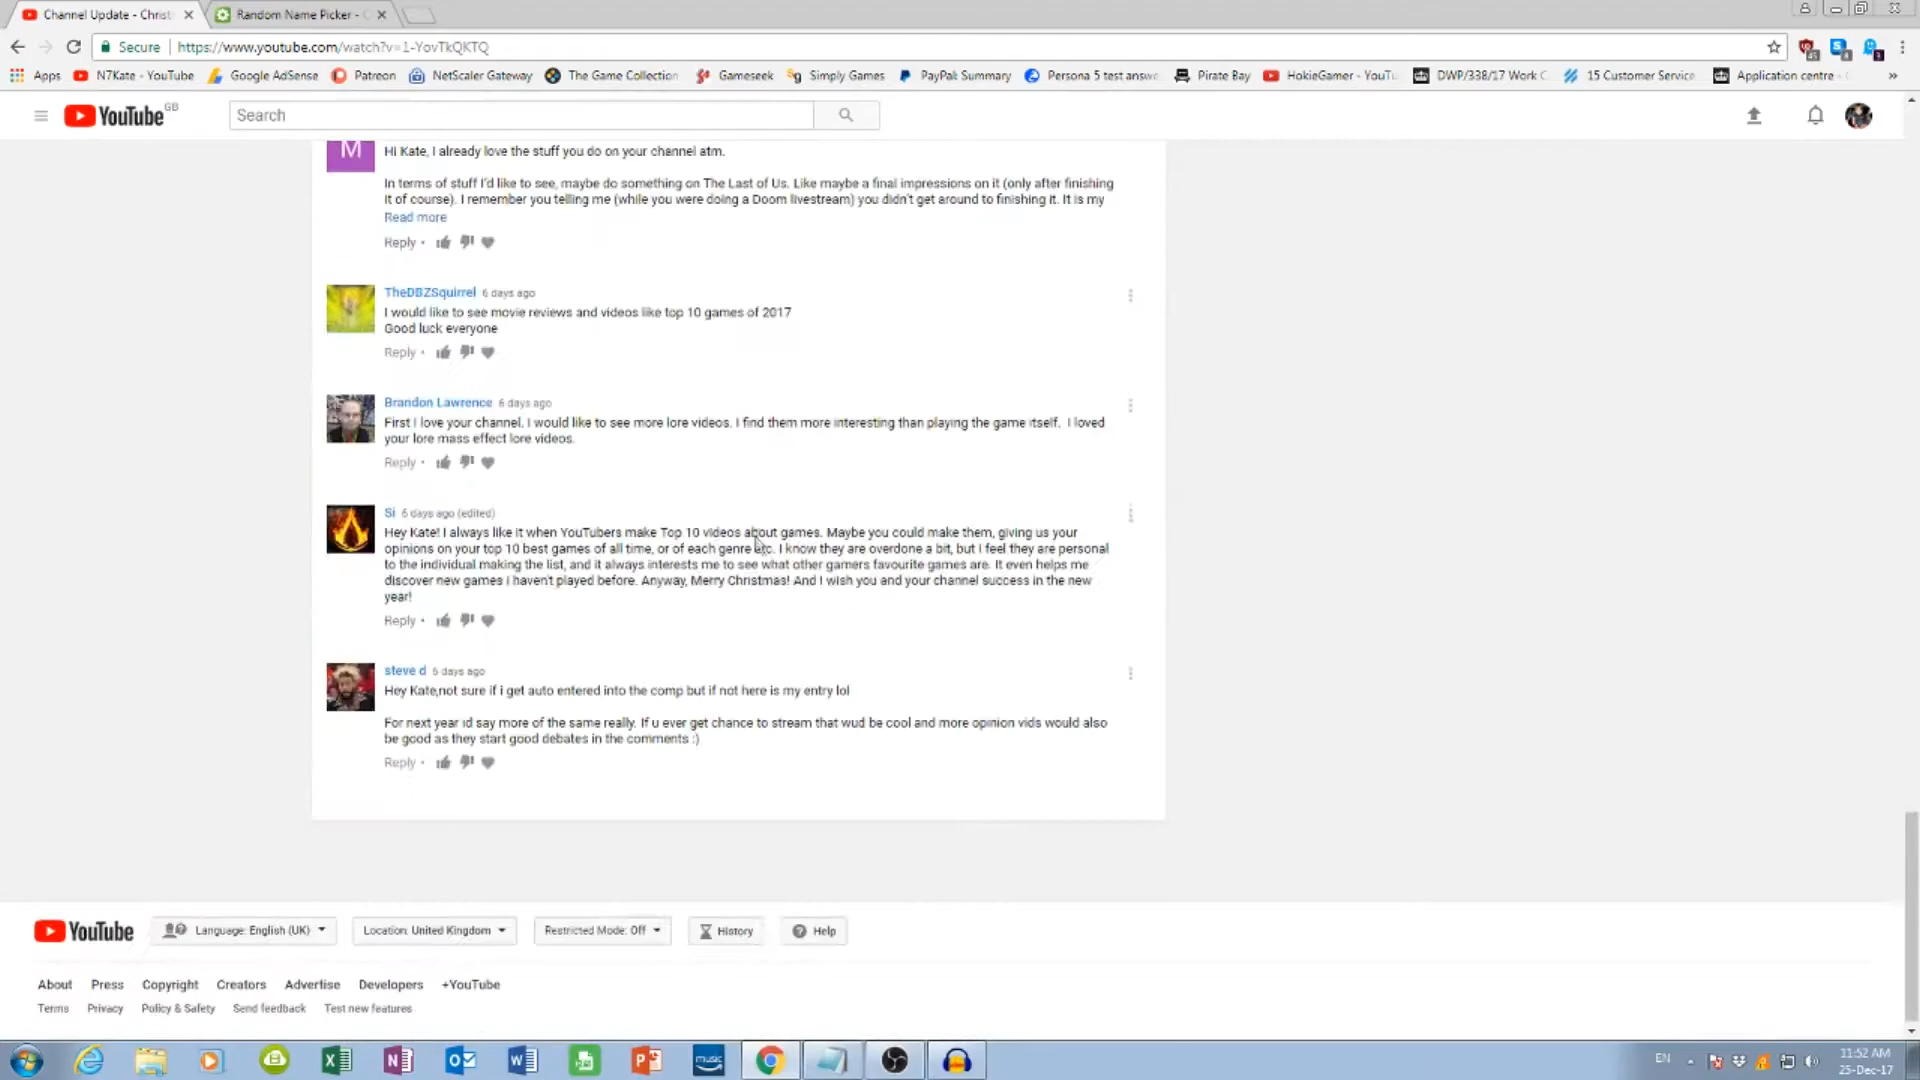 Channel Update - Christ
Random Name Picker -
Secure
https://www.youtube.com/watch?v=1-YovTkQKTQ
Apps
N7Kate - YouTube
Google AdSense
Patreon
NetScaler Gateway
The Game Collection
Gameseek
Simply Games
PayPal: Summary
Persona 5 test answe
Pirate Bay
HokieGamer - YouTu
DWP/338/17 Work C
15 Customer Service
Application centre -
YouTube GB
Search
M
Hi Kate, I already love the stuff you do on your channel atm.
In terms of stuff I'd like to see, maybe do something on The Last of Us. Like maybe a final impressions on it (only after finishing
it of course). I remember you telling me (while you were doing a Doom livestream) you didn't get around to finishing it. It is my
Read more
Reply •
TheDBZSquirrel 6 days ago
I would like to see movie reviews and videos like top 10 games of 2017
Good luck everyone
Reply •
Brandon Lawrence 6 days ago
First I love your channel. I would like to see more lore videos. I find them more interesting than playing the game itself. I loved
your lore mass effect lore videos.
Reply •
Si 6 days ago (edited)
Hey Kate! I always like it when YouTubers make Top 10 videos about games. Maybe you could make them, giving us your
opinions on your top 10 best games of all time, or of each genre etc. I know they are overdone a bit, but I feel they are personal
to the individual making the list, and it always interests me to see what other gamers favourite games are. It even helps me
discover new games i haven't played before. Anyway, Merry Christmas! And I wish you and your channel success in the new
year!
Reply •
steve d 6 days ago
Hey Kate,not sure if i get auto entered into the comp but if not here is my entry lol
For next year id say more of the same really. If u ever get chance to stream that wud be cool and more opinion vids would also
be good as they start good debates in the comments :)
Reply •
YouTube
Language: English (UK)
Location: United Kingdom
Restricted Mode: Off
History
Help
About Press Copyright Creators Advertise Developers +YouTube
Terms Privacy Policy & Safety Send feedback Test new features
music
EN
11:52 AM
25-Dec-17